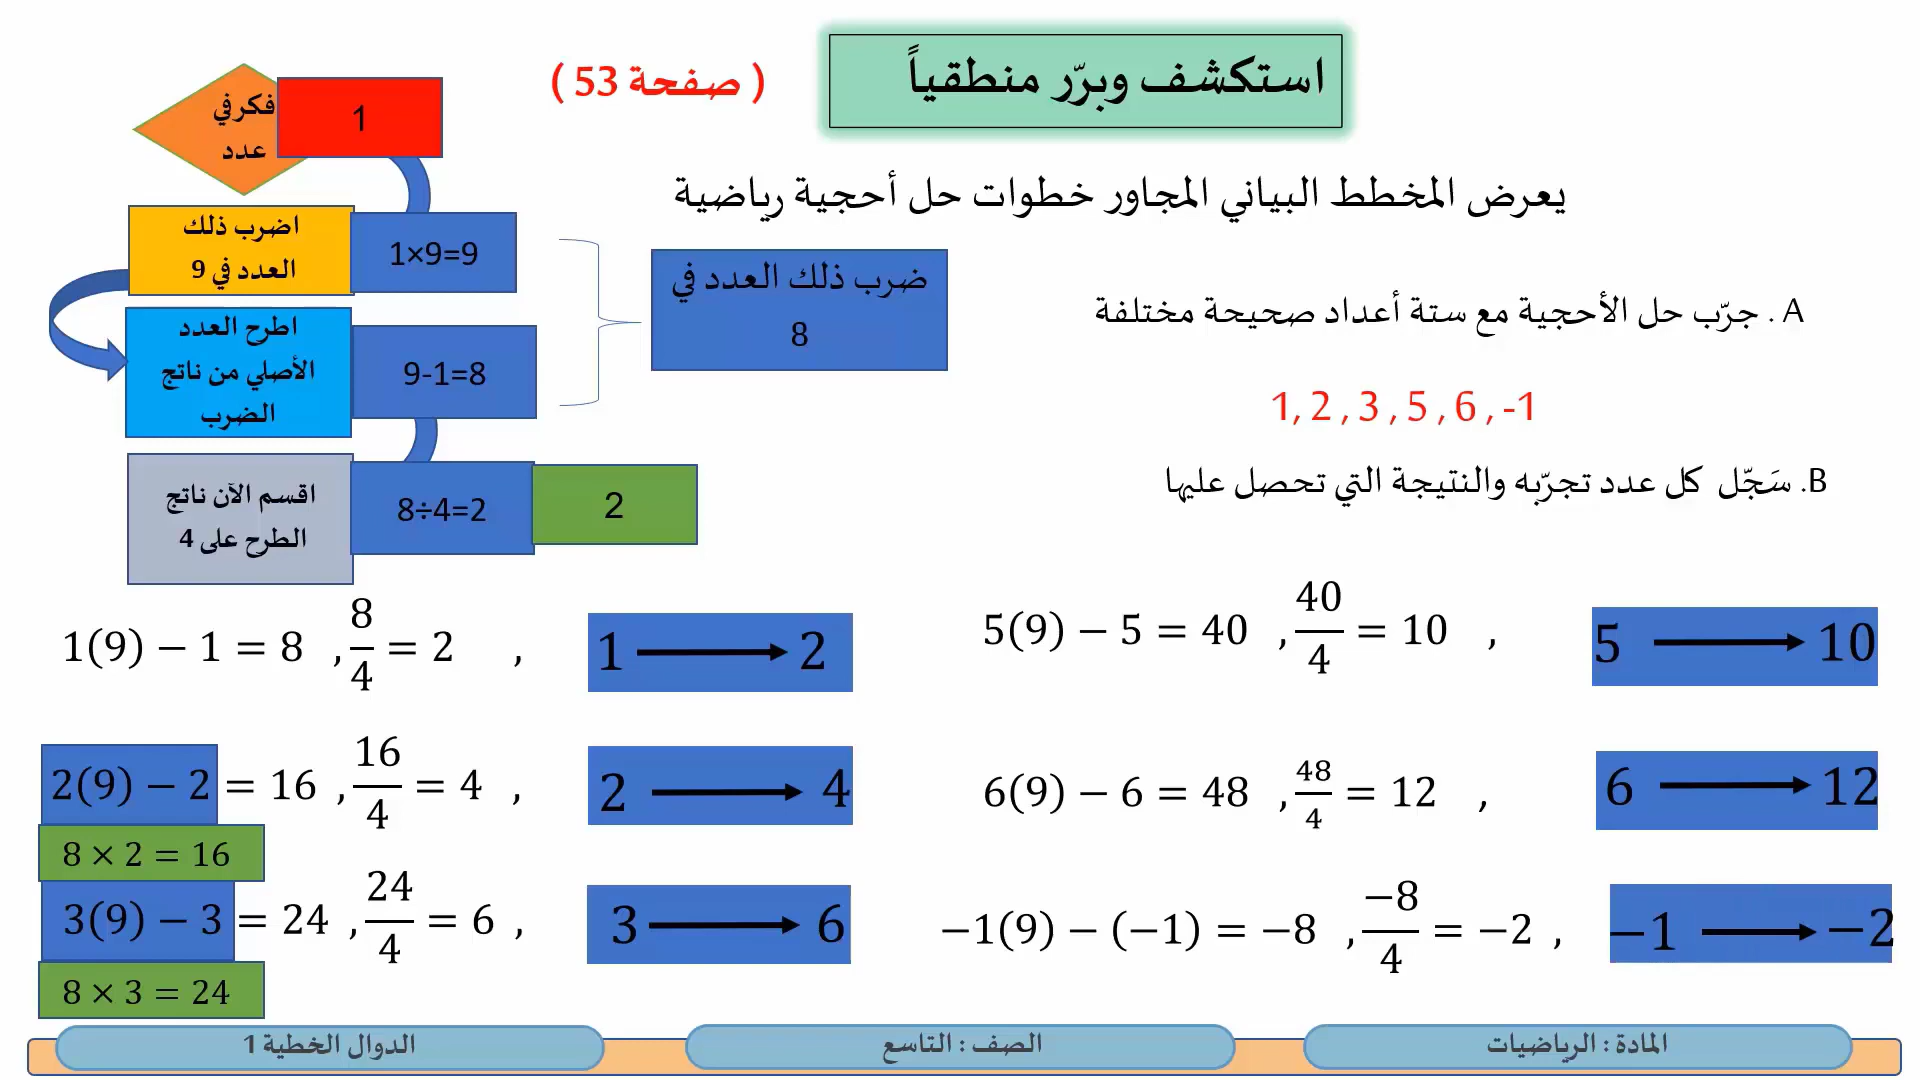 استكشف وبرّر منطقياً
( صفحة 53 )
فكر في
عدد
1
اضرب ذلك
العدد في 9
1×9=9
اطرح العدد
الأصلي من ناتج
الضرب
9-1=8
ضرب ذلك العدد في
8
اقسم الآن ناتج
الطرح على 4
8÷4=2
2
يعرض المخطط البياني المجاور خطوات حل أحجية رياضية
A . جرّب حل الأحجية مع ستة أعداد صحيحة مختلفة
1, 2 , 3 , 5 , 6 , -1
B. سَجّل كل عدد تجرّبه والنتيجة التي تحصل عليها
1(9) − 1 = 8 , 8/4 = 2 , 1 ⟶ 2
2(9) − 2 = 16 , 16/4 = 4 , 2 ⟶ 4
8 × 2 = 16
3(9) − 3 = 24 , 24/4 = 6 , 3 ⟶ 6
8 × 3 = 24
5(9) − 5 = 40 , 40/4 = 10 , 5 ⟶ 10
6(9) − 6 = 48 , 48/4 = 12 , 6 ⟶ 12
−1(9) − (−1) = −8 , −8/4 = −2 , −1 ⟶ −2
المادة : الرياضيات
الصف : التاسع
الدوال الخطية 1